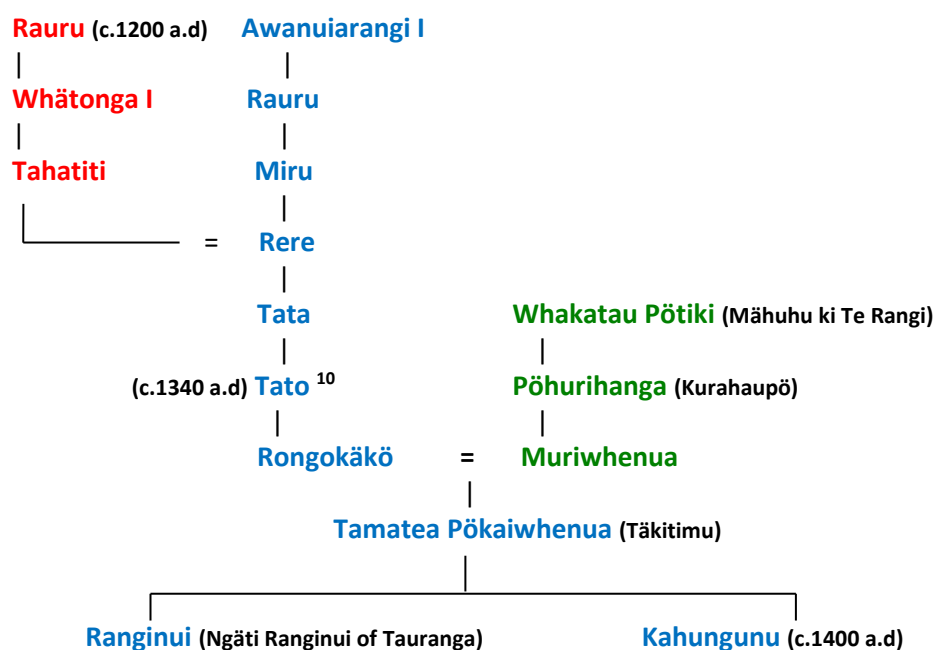 Rauru (c.1200 a.d) Awanuiarangi I
Whätonga I Rauru
Tahatiti Miru
= Rere
Tata Whakatau Pötiki (Mähuhu ki Te Rangi)
(c.1340 a.d) Tato 10 Pöhurihanga (Kurahaupö)
Rongokäkö = Muriwhenua
Tamatea Pökaiwhenua (Täkitimu)
Ranginui (Ngäti Ranginui of Tauranga) Kahungunu (c.1400 a.d)